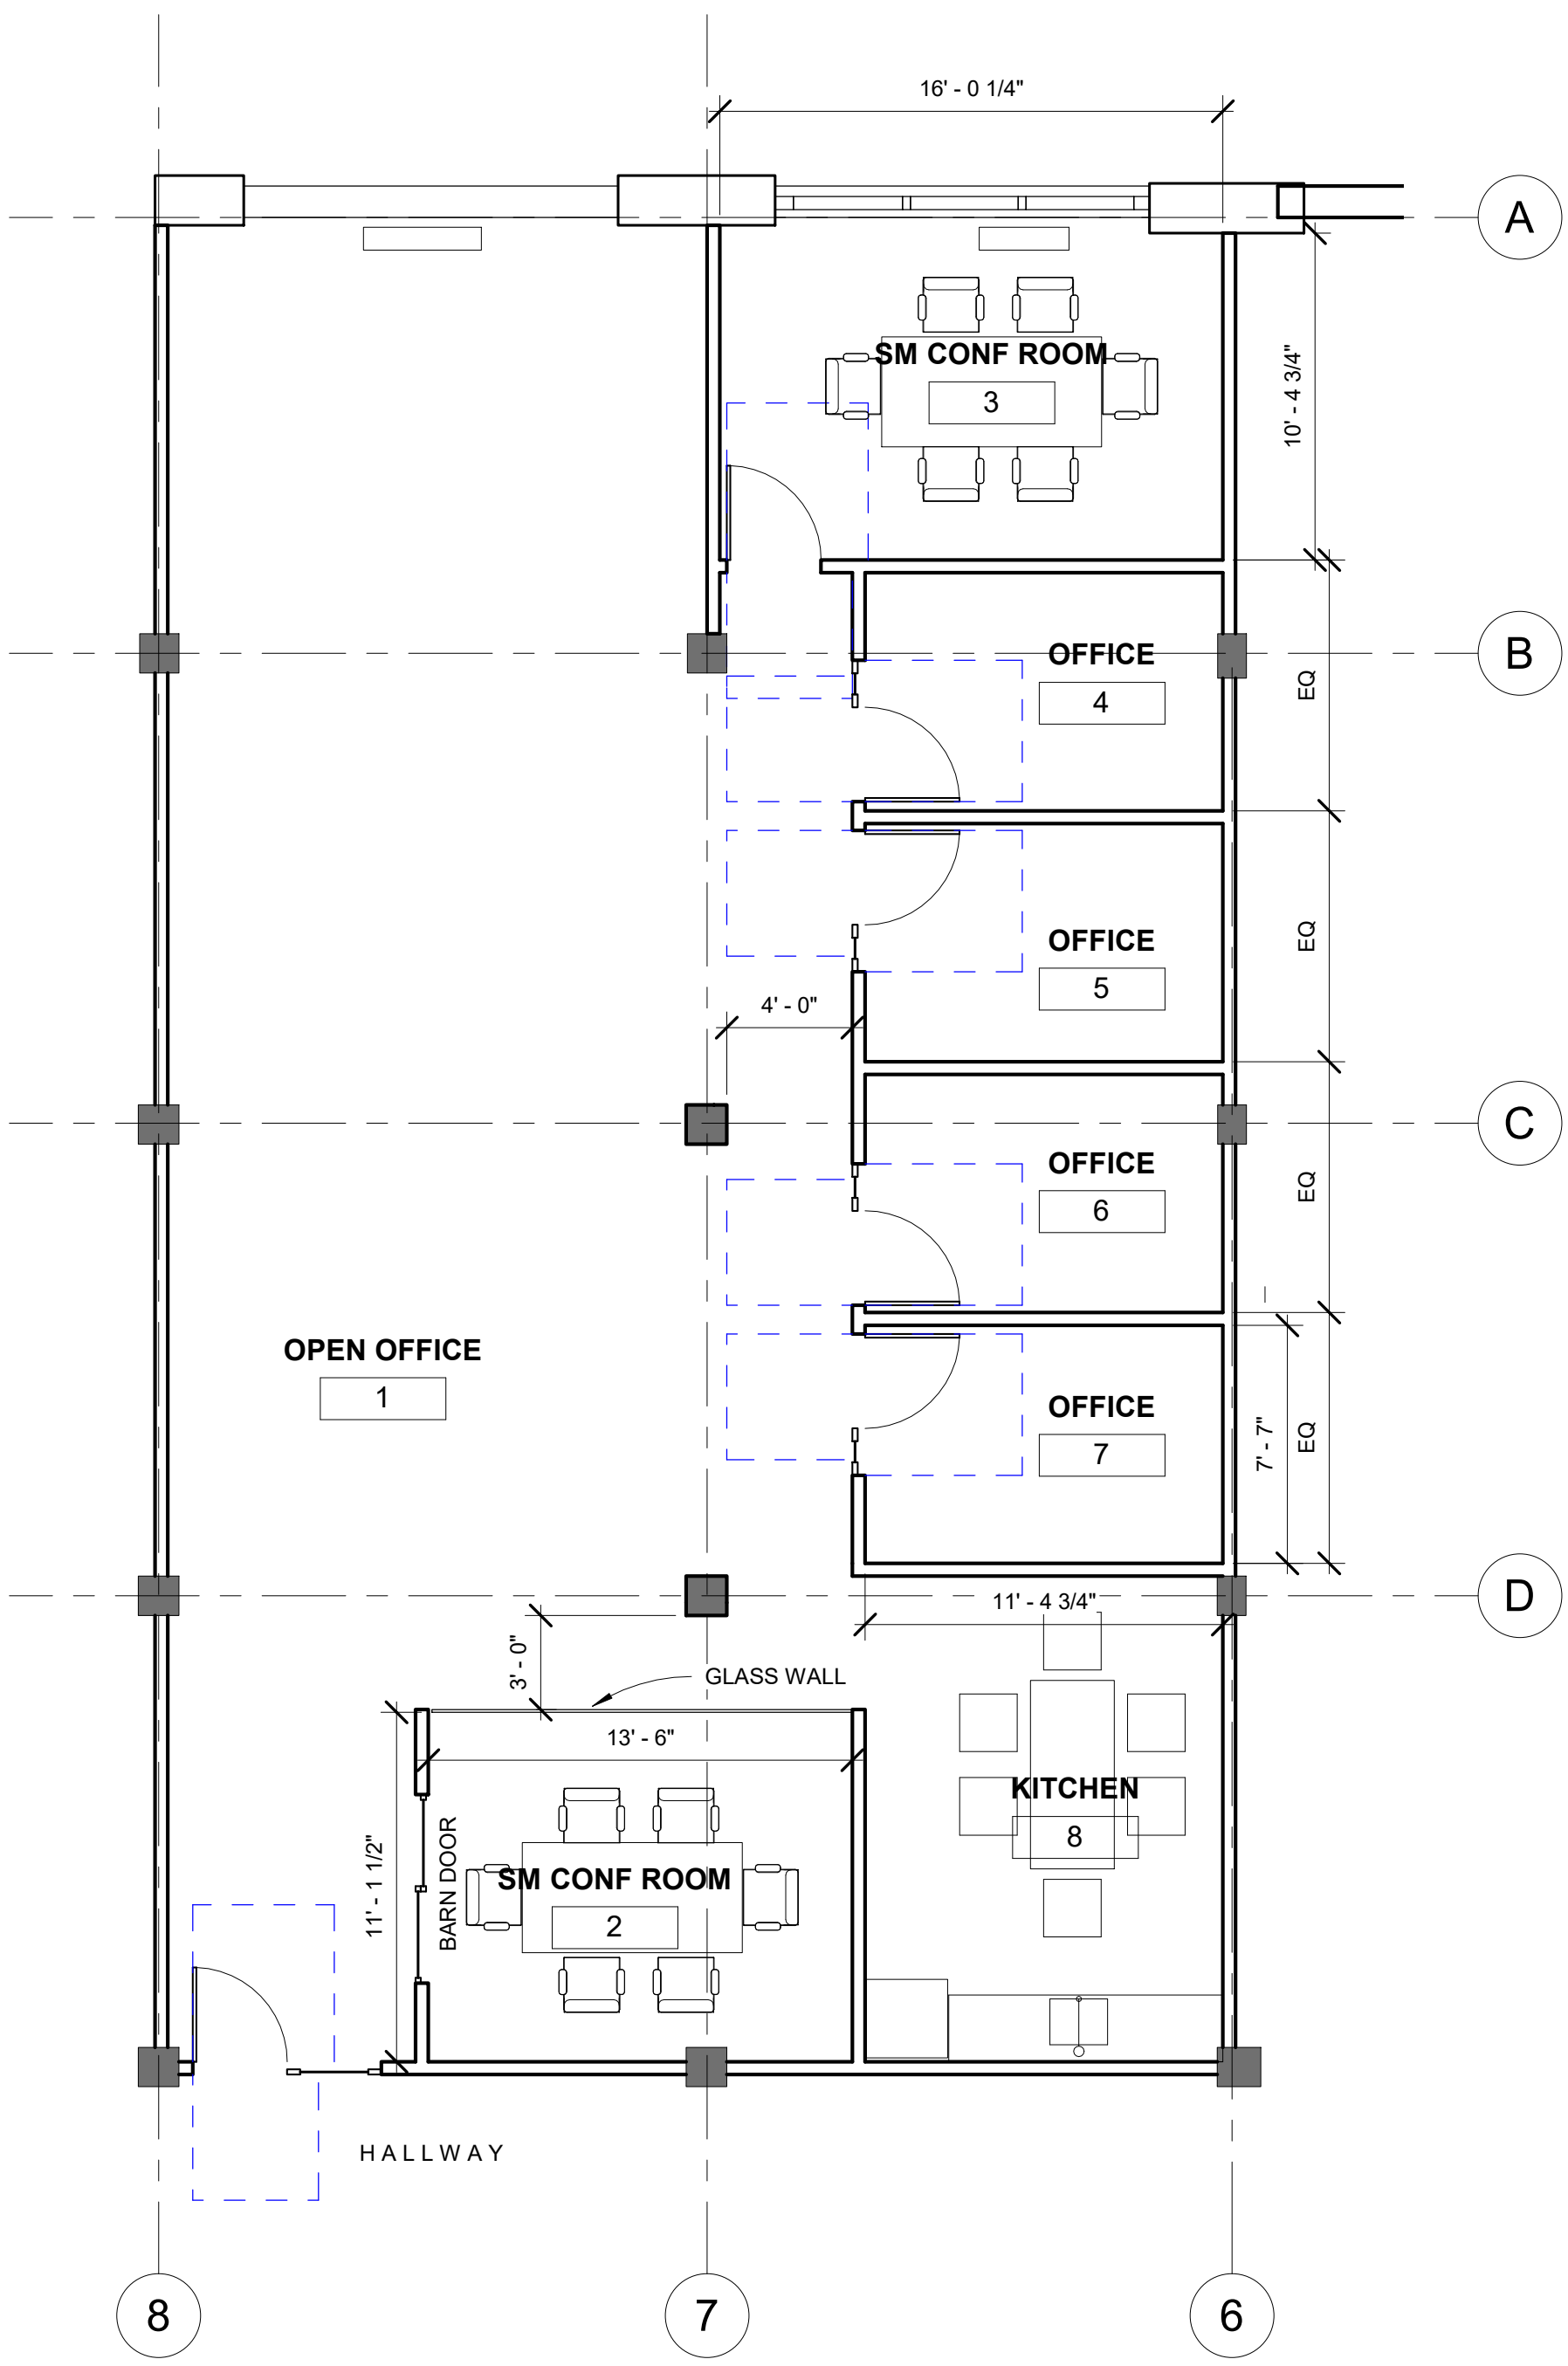 16' - 0 1/4"
A
SM CONF ROOM
3
10' - 4 3/4"
OFFICE
4
B
EQ
OFFICE
5
EQ
4' - 0"
C
OFFICE
6
EQ
OPEN OFFICE
1
OFFICE
7
7' - 7"
EQ
D
11' - 4 3/4"
3' - 0"
GLASS WALL
13' - 6"
KITCHEN
8
11' - 1 1/2"
BARN DOOR
SM CONF ROOM
2
HALLWAY
8
7
6